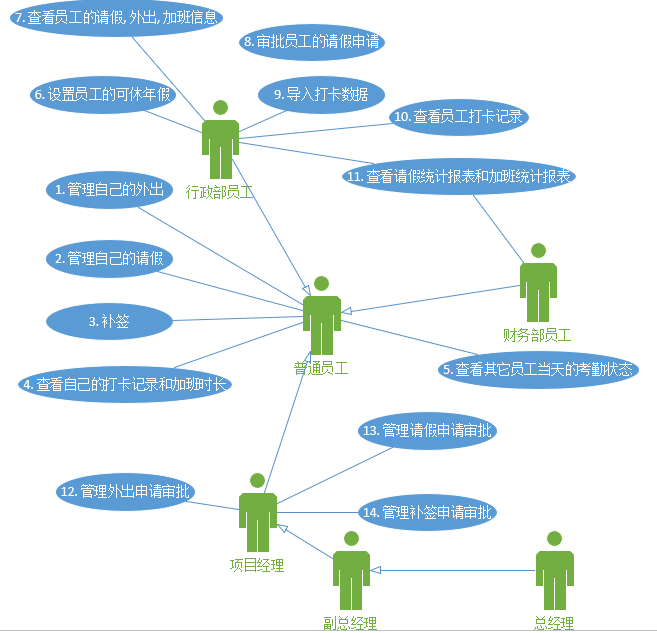 7. 查看员工的请假, 外出, 加班信息
8. 审批员工的请假申请
6. 设置员工的可休年假
9. 导入打卡数据
10. 查看员工打卡记录
11. 查看请假统计报表和加班统计报表
行政部员工
1. 管理自己的外出
2. 管理自己的请假
3. 补签
财务部员工
普通员工
5. 查看其它员工当天的考勤状态
4. 查看自己的打卡记录和加班时长
13. 管理请假申请审批
12. 管理外出申请审批
14. 管理补签申请审批
项目经理
副总经理
总经理